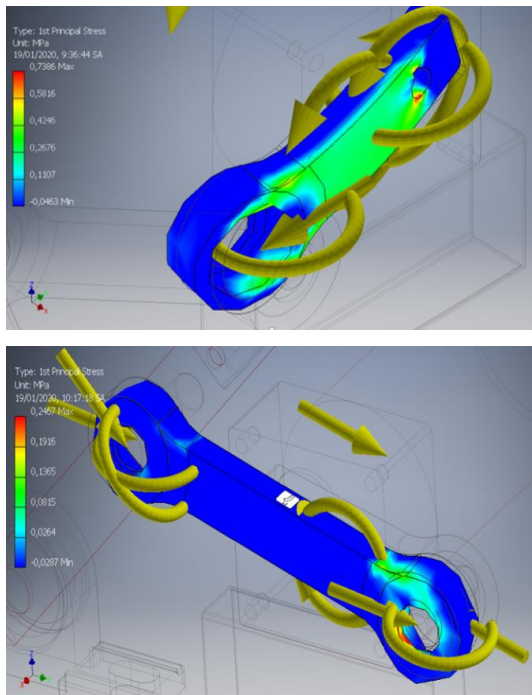 Type: 1st Principal Stress
Unit: MPa
19/01/2020, 9:36:44 SA
0,7386 Max
0,5816
0,4246
0,2676
0,1107
-0,0463 Min
Z
X
Type: 1st Principal Stress
Unit: MPa
19/01/2020, 10:17:18 SA
0,2467 Max
0,1916
0,1365
0,0815
0,0264
-0,0287 Min
Z
X